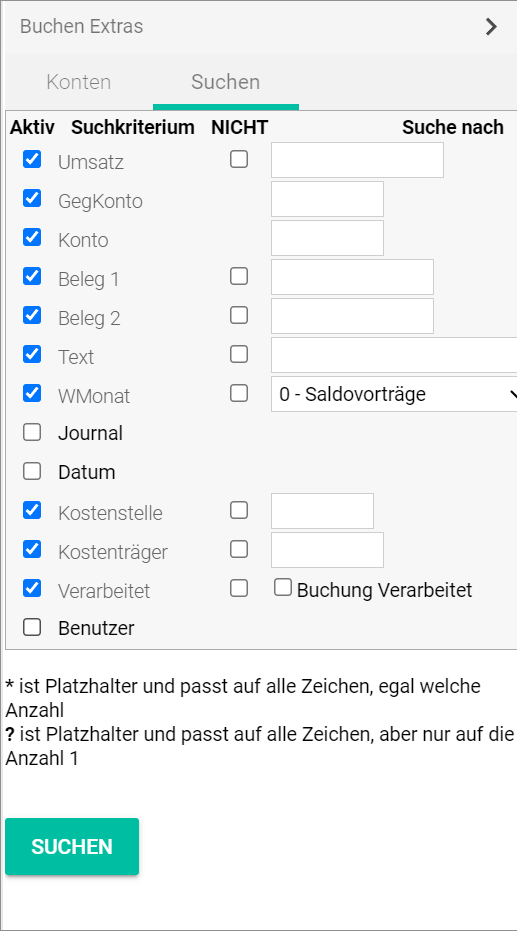 Buchen Extras
Konten Suchen
Aktiv Suchkriterium NICHT Suche nach
Umsatz
GegKonto
Konto
Beleg 1
Beleg 2
Text
WMonat 0 - Saldovorträge
Journal
Datum
Kostenstelle
Kostenträger
Verarbeitet Buchung Verarbeitet
Benutzer
* ist Platzhalter und passt auf alle Zeichen, egal welche
Anzahl
? ist Platzhalter und passt auf alle Zeichen, aber nur auf die
Anzahl 1
SUCHEN